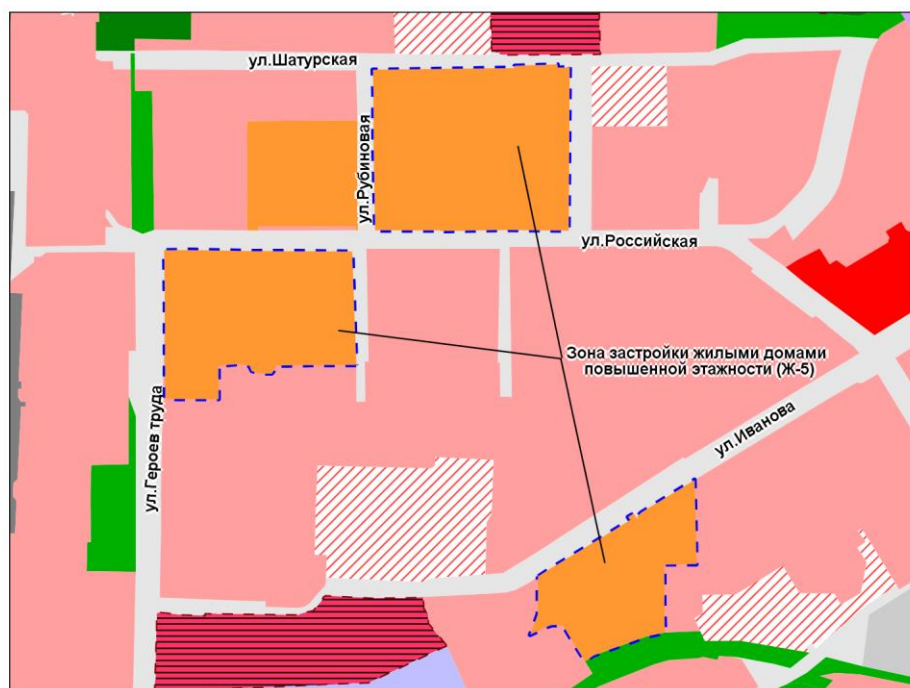 ул.Шатурская
ул.Рубиновая
ул.Российская
Зона застройки жилыми домами
повышенной этажности (Ж-5)
ул.Героев труда
ул.Иванова